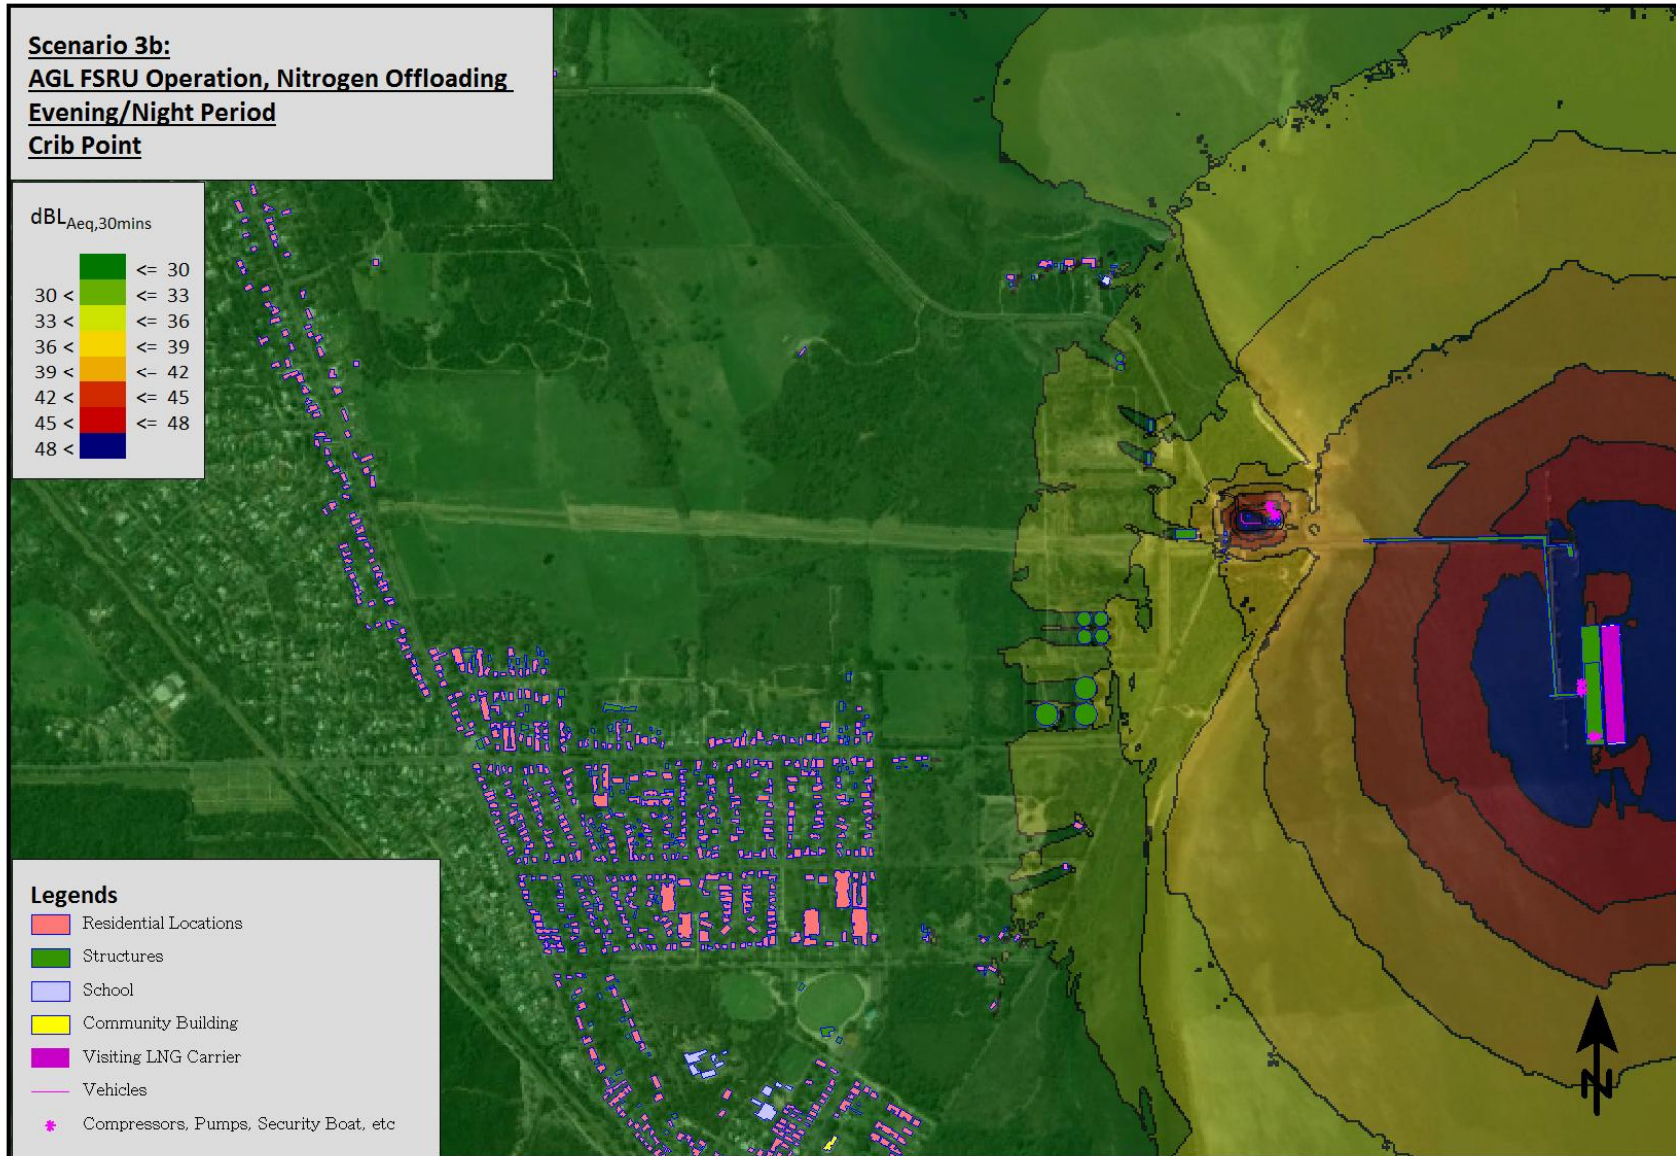 Scenario 3b:
AGL FSRU Operation, Nitrogen Offloading
Evening/Night Period
Crib Point
dBLAeq,30mins
<= 30
30 < <= 33
33 < <= 36
36 < <= 39
39 < <− 42
42 < <= 45
45 < <= 48
48 <
Legends
Residential Locations
Structures
School
Community Building
Visiting LNG Carrier
Vehicles
Compressors, Pumps, Security Boat, etc
N